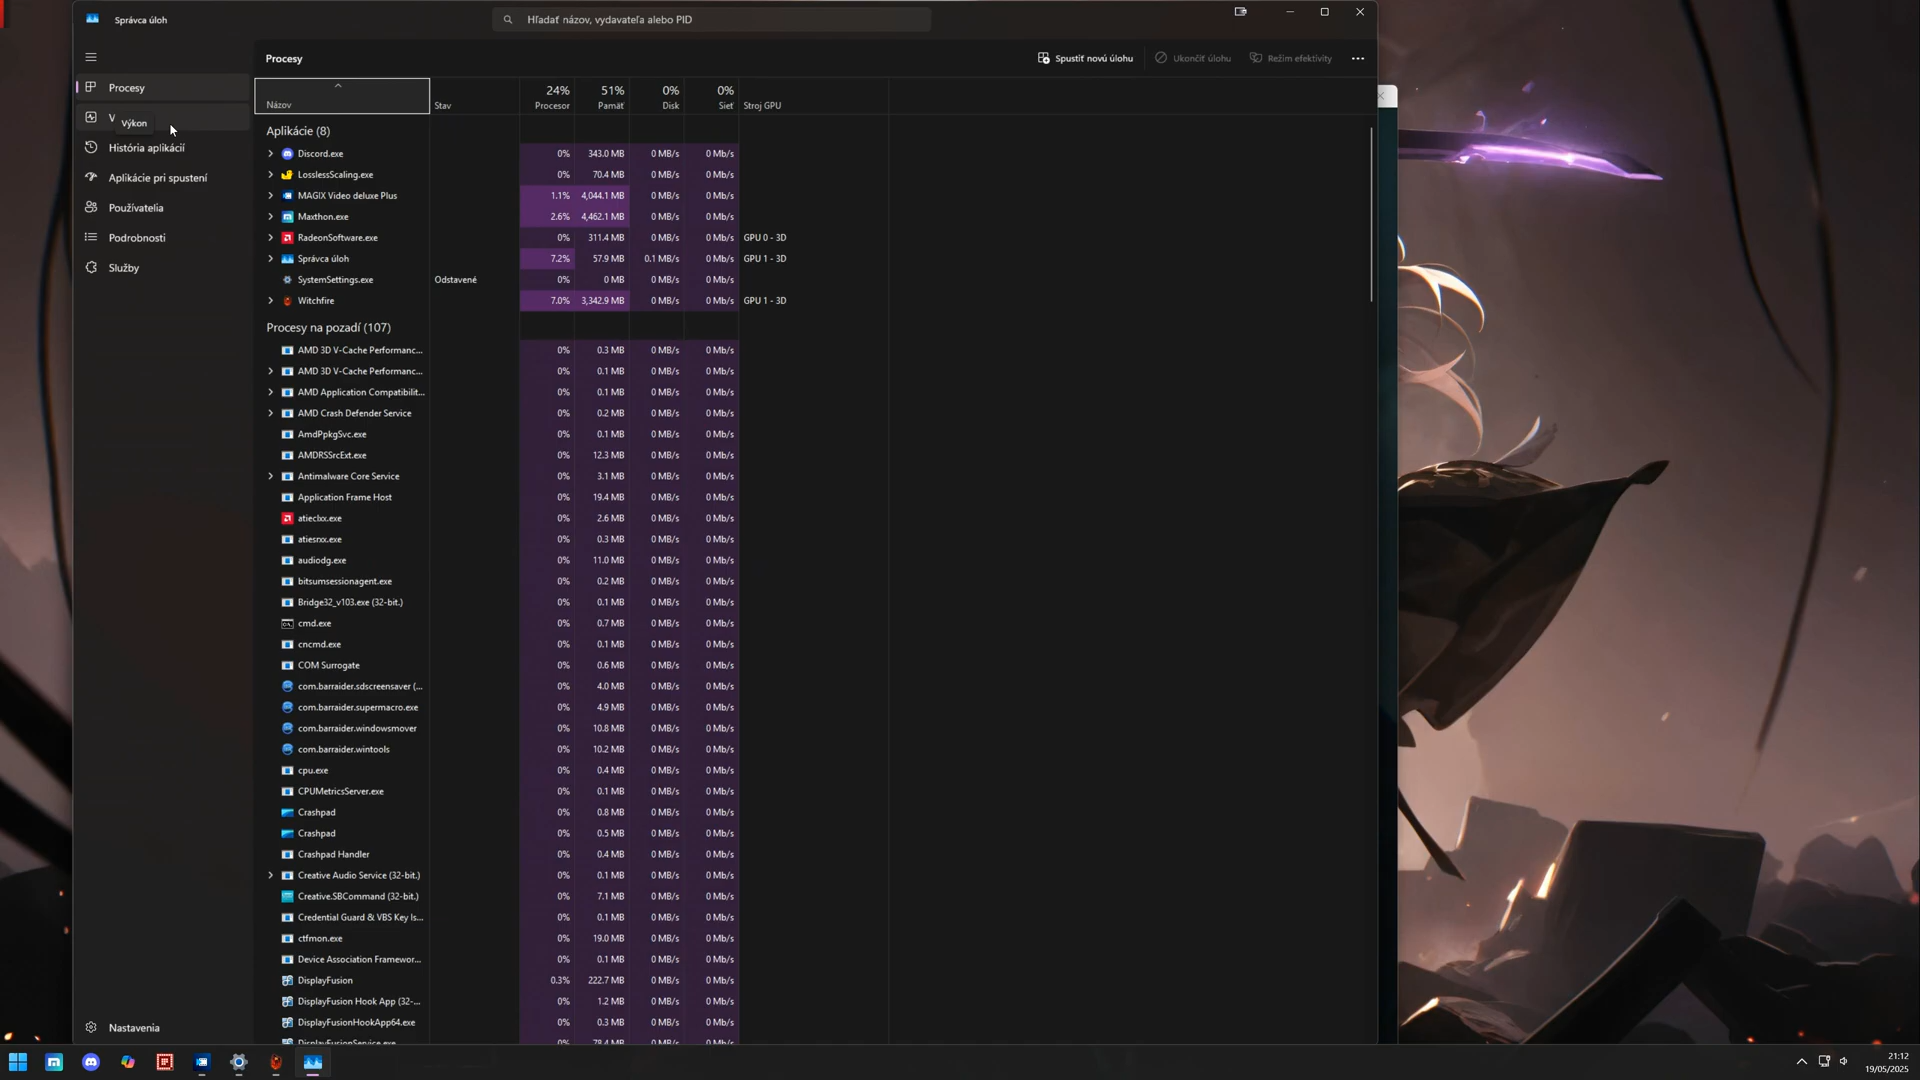 Správca úloh
Hľadať názov, vydavateľa alebo PID
Procesy
Výkon
História aplikácií
Aplikácie pri spustení
Používatelia
Podrobnosti
Služby
Nastavenia
Procesy
Spustiť novú úlohu
Ukončiť úlohu
Režim efektivity
24% 51% 0% 0%
Názov Stav Procesor Pamäť Disk Sieť Stroj GPU
Aplikácie (8)
Discord.exe 0% 343.0 MB 0 MB/s 0 Mb/s
LosslessScaling.exe 0% 70.4 MB 0 MB/s 0 Mb/s
MAGIX Video deluxe Plus 1.1% 4,044.1 MB 0 MB/s 0 Mb/s
Maxthon.exe 2.6% 4,462.1 MB 0 MB/s 0 Mb/s
RadeonSoftware.exe 0% 311.4 MB 0 MB/s 0 Mb/s GPU 0 - 3D
Správca úloh 7.2% 57.9 MB 0.1 MB/s 0 Mb/s GPU 1 - 3D
SystemSettings.exe Odstavené 0% 0 MB 0 MB/s 0 Mb/s
Witchfire 7.0% 3,342.9 MB 0 MB/s 0 Mb/s GPU 1 - 3D
Procesy na pozadí (107)
AMD 3D V-Cache Performanc... 0% 0.3 MB 0 MB/s 0 Mb/s
AMD 3D V-Cache Performanc... 0% 0.1 MB 0 MB/s 0 Mb/s
AMD Application Compatibilit... 0% 0.1 MB 0 MB/s 0 Mb/s
AMD Crash Defender Service 0% 0.2 MB 0 MB/s 0 Mb/s
AmdPpkgSvc.exe 0% 0.1 MB 0 MB/s 0 Mb/s
AMDRSSrcExt.exe 0% 12.3 MB 0 MB/s 0 Mb/s
Antimalware Core Service 0% 3.1 MB 0 MB/s 0 Mb/s
Application Frame Host 0% 19.4 MB 0 MB/s 0 Mb/s
atieclxx.exe 0% 2.6 MB 0 MB/s 0 Mb/s
atiesrxx.exe 0% 0.3 MB 0 MB/s 0 Mb/s
audiodg.exe 0% 11.0 MB 0 MB/s 0 Mb/s
bitsumsessionagent.exe 0% 0.2 MB 0 MB/s 0 Mb/s
Bridge32_v103.exe (32-bit.) 0% 0.1 MB 0 MB/s 0 Mb/s
cmd.exe 0% 0.7 MB 0 MB/s 0 Mb/s
cncmd.exe 0% 0.1 MB 0 MB/s 0 Mb/s
COM Surrogate 0% 0.6 MB 0 MB/s 0 Mb/s
com.barraider.sdscreensaver (... 0% 4.0 MB 0 MB/s 0 Mb/s
com.barraider.supermacro.exe 0% 4.9 MB 0 MB/s 0 Mb/s
com.barraider.windowsmover 0% 10.8 MB 0 MB/s 0 Mb/s
com.barraider.wintools 0% 10.2 MB 0 MB/s 0 Mb/s
cpu.exe 0% 0.4 MB 0 MB/s 0 Mb/s
CPUMetricsServer.exe 0% 0.1 MB 0 MB/s 0 Mb/s
Crashpad 0% 0.8 MB 0 MB/s 0 Mb/s
Crashpad 0% 0.5 MB 0 MB/s 0 Mb/s
Crashpad Handler 0% 0.4 MB 0 MB/s 0 Mb/s
Creative Audio Service (32-bit.) 0% 0.1 MB 0 MB/s 0 Mb/s
Creative.SBCommand (32-bit.) 0% 7.1 MB 0 MB/s 0 Mb/s
Credential Guard & VBS Key Is... 0% 0.1 MB 0 MB/s 0 Mb/s
ctfmon.exe 0% 19.0 MB 0 MB/s 0 Mb/s
Device Association Framewor... 0% 0.1 MB 0 MB/s 0 Mb/s
DisplayFusion 0.3% 222.7 MB 0 MB/s 0 Mb/s
DisplayFusion Hook App (32-... 0% 1.2 MB 0 MB/s 0 Mb/s
DisplayFusionHookApp64.exe 0% 0.3 MB 0 MB/s 0 Mb/s
DisplayFusionService.exe 0% 78.4 MB 0 MB/s 0 Mb/s
21:12
19/05/2025